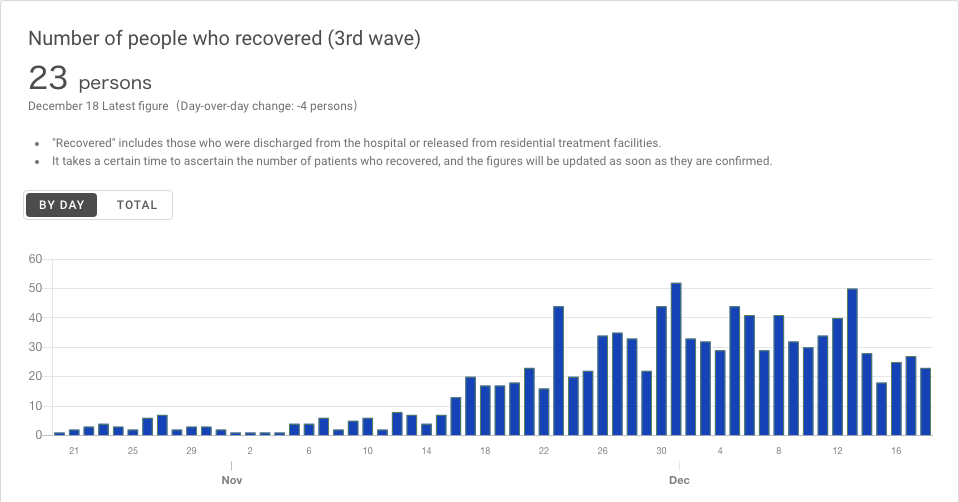 Number of people who recovered (3rd wave)
23 persons
December 18 Latest figure (Day-over-day change: -4 persons)
• "Recovered" includes those who were discharged from the hospital or released from residential treatment facilities.
• It takes a certain time to ascertain the number of patients who recovered, and the figures will be updated as soon as they are confirmed.
BY DAY TOTAL
60
50
40
30
20
10
0
21 25 29 2 6 10 14 18 22 26 30 4 8 12 16
Nov Dec